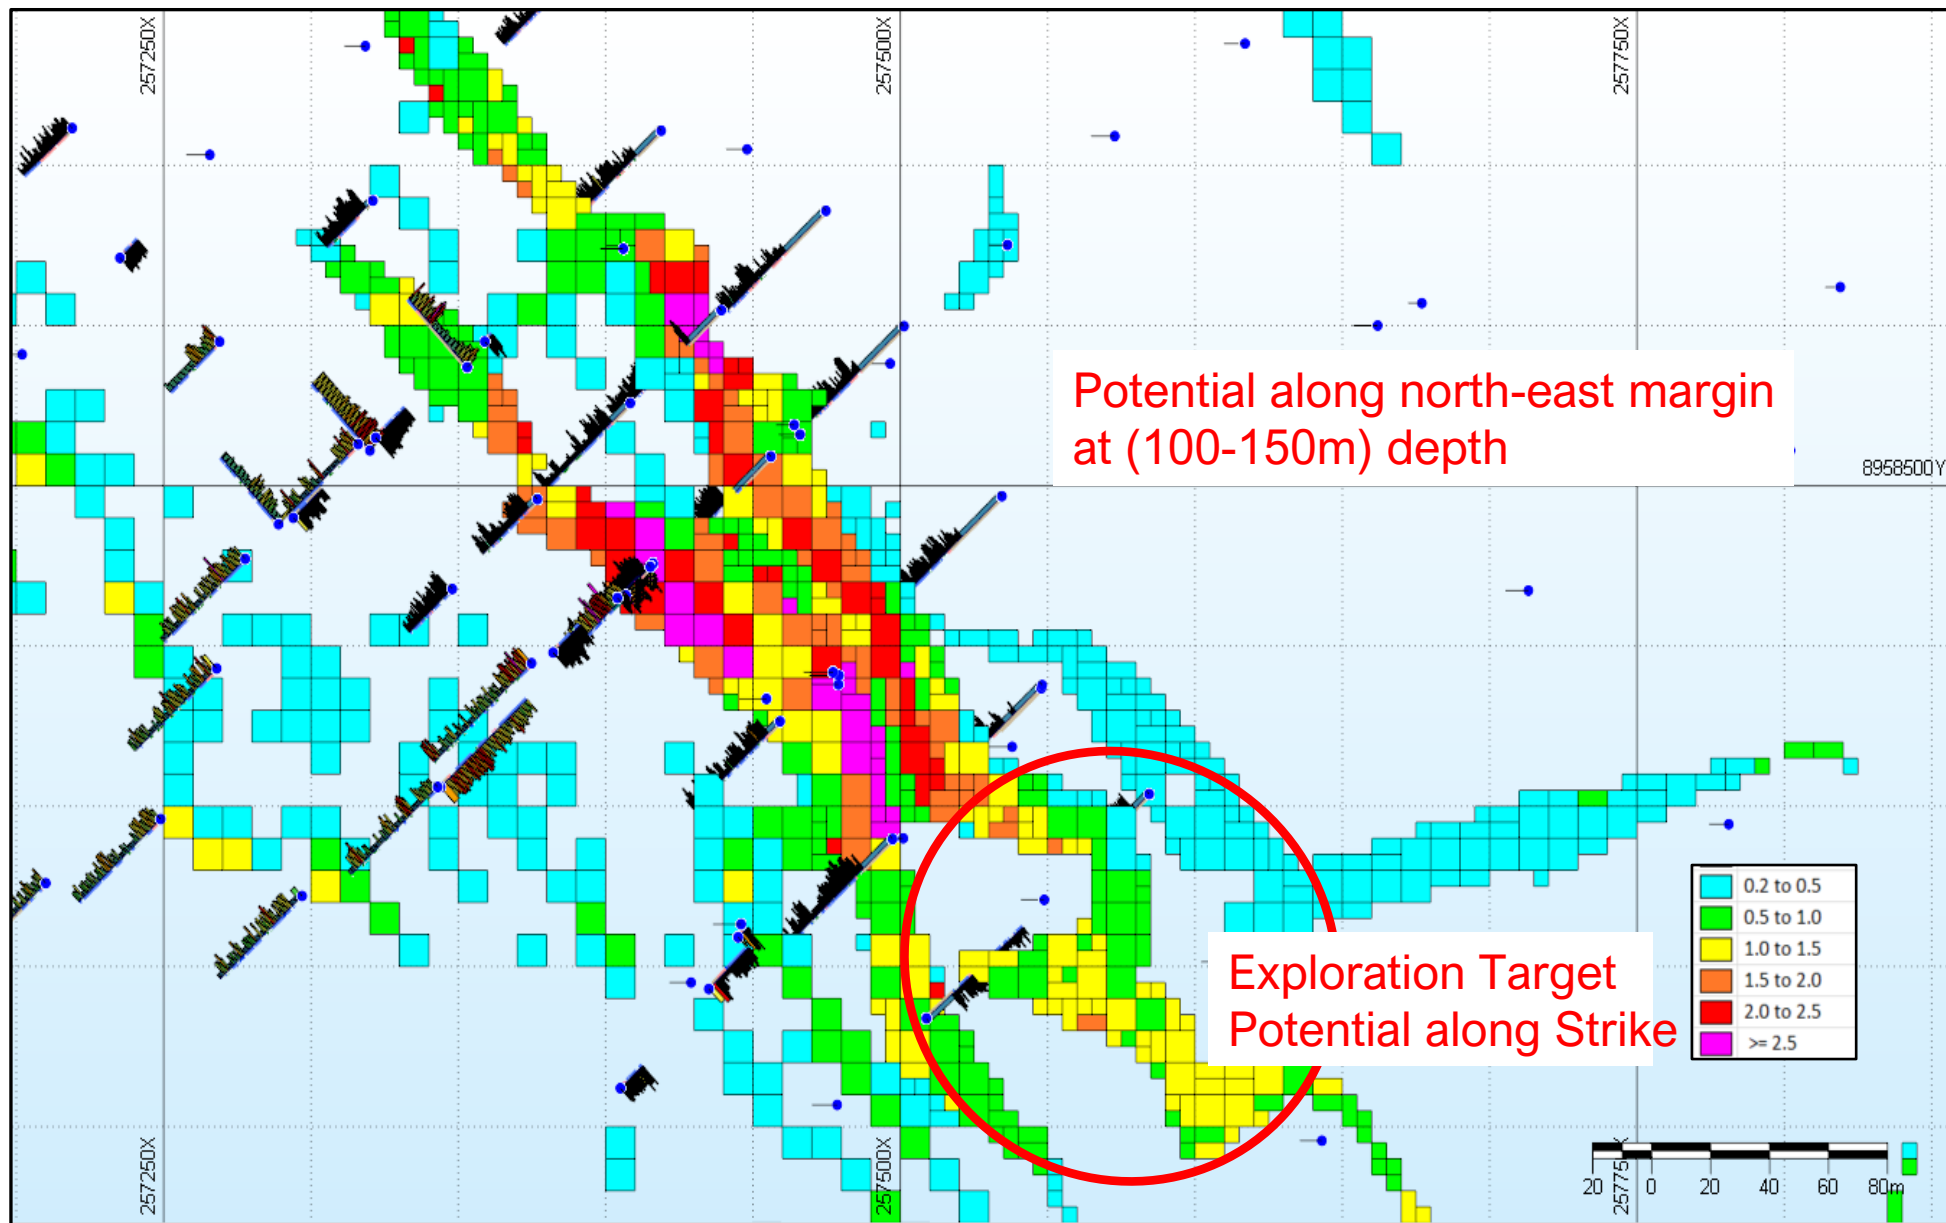 257250X
257500X
257750X
Potential along north-east margin
at (100-150m) depth
8958500Y
0.2 to 0.5
0.5 to 1.0
1.0 to 1.5
1.5 to 2.0
2.0 to 2.5
>= 2.5
Exploration Target
Potential along Strike
257250X
257500X
257750X
20 0 20 40 60 80m